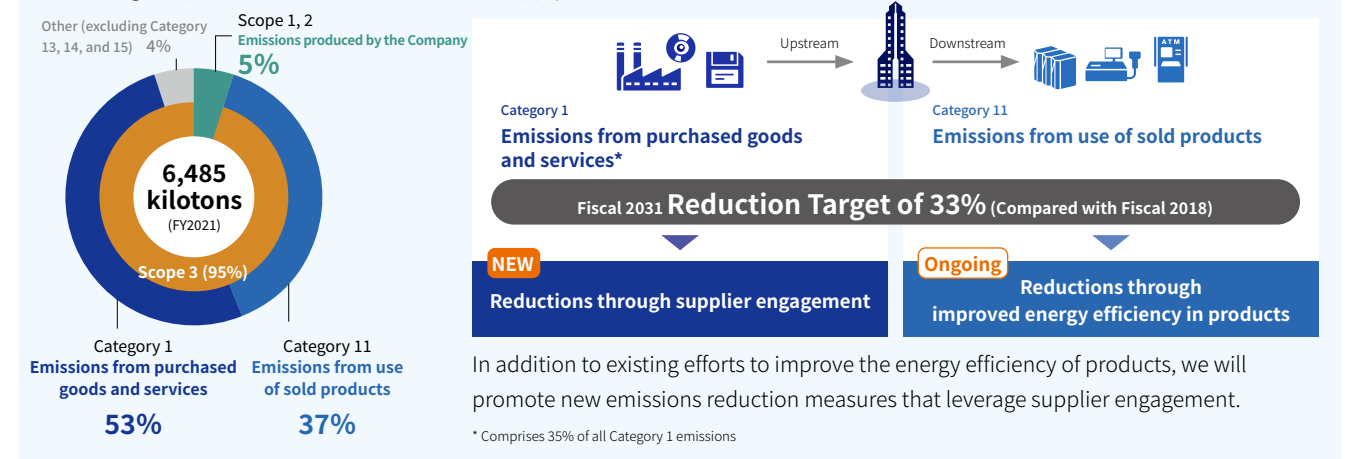 Other (excluding Category
13, 14, and 15) 4%
Scope 1, 2
Emissions produced by the Company
5%
6,485
kilotons
(FY2021)
Scope 3 (95%)
Category 1
Emissions from purchased
goods and services
53%
Category 11
Emissions from use
of sold products
37%
Upstream
Downstream
ATM
Category 1
Emissions from purchased goods
and services*
Category 11
Emissions from use of sold products
Fiscal 2031 Reduction Target of 33% (Compared with Fiscal 2018)
NEW
Reductions through supplier engagement
Ongoing
Reductions through
improved energy efficiency in products
In addition to existing efforts to improve the energy efficiency of products, we will
promote new emissions reduction measures that leverage supplier engagement.
* Comprises 35% of all Category 1 emissions